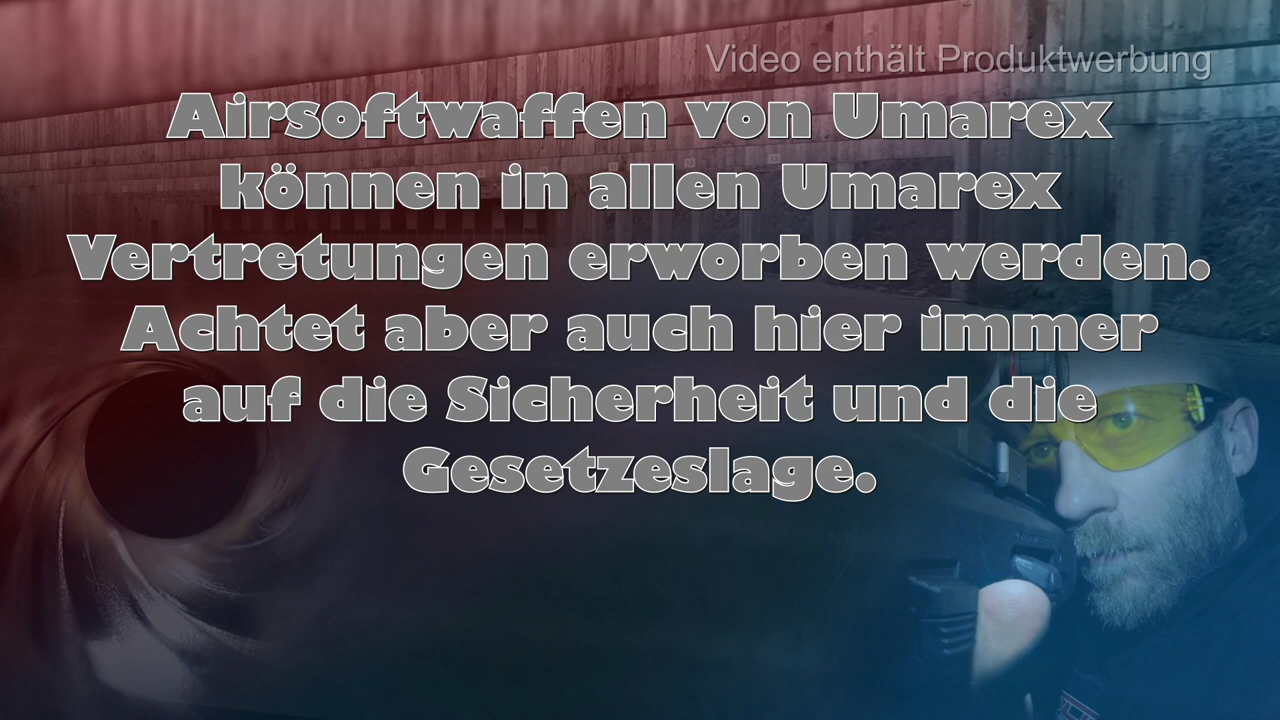 Video enthält Produktwerbung
Airsoftwaffen von Umarex
können in allen Umarex
Vertretungen erworben werden.
Achtet aber auch hier immer
auf die Sicherheit und die
Gesetzeslage.